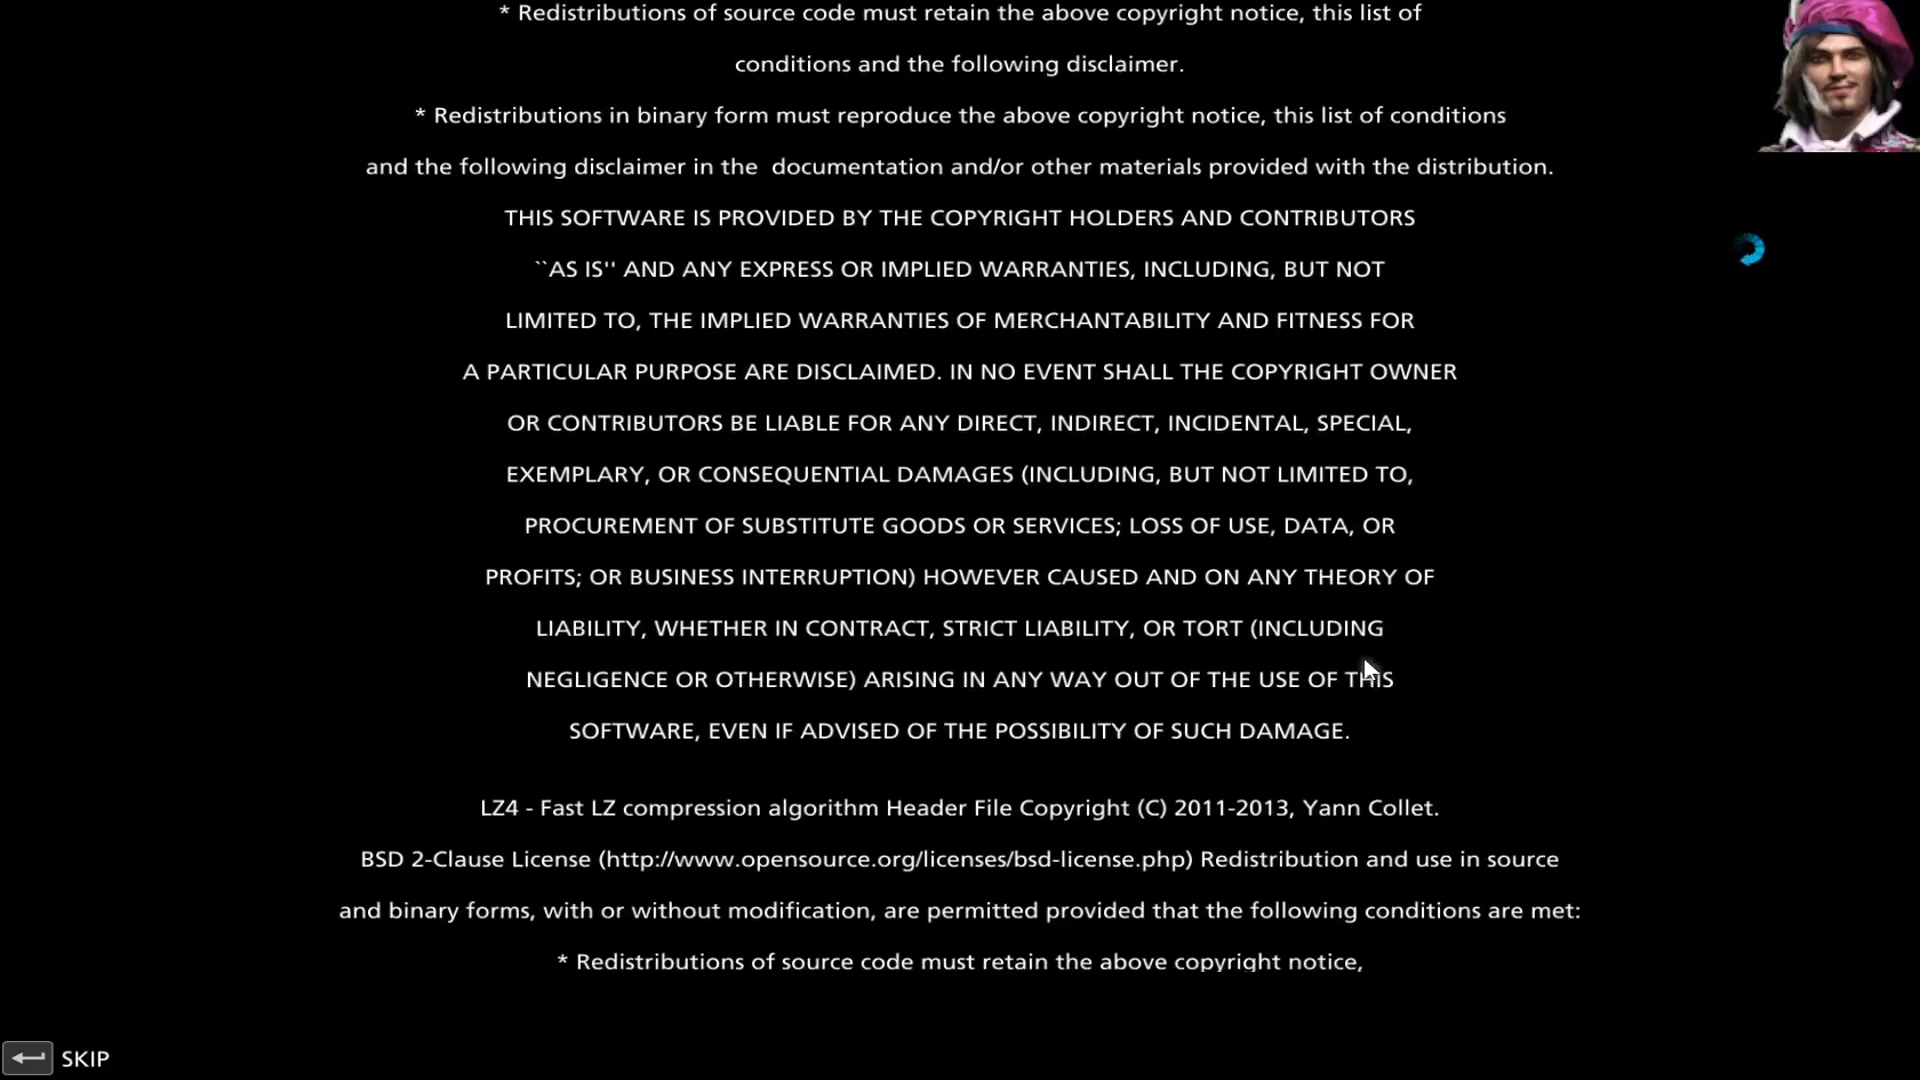 * Redistributions of source code must retain the above copyright notice, this list of
conditions and the following disclaimer.
* Redistributions in binary form must reproduce the above copyright notice, this list of conditions
and the following disclaimer in the  documentation and/or other materials provided with the distribution.
THIS SOFTWARE IS PROVIDED BY THE COPYRIGHT HOLDERS AND CONTRIBUTORS
``AS IS'' AND ANY EXPRESS OR IMPLIED WARRANTIES, INCLUDING, BUT NOT
LIMITED TO, THE IMPLIED WARRANTIES OF MERCHANTABILITY AND FITNESS FOR
A PARTICULAR PURPOSE ARE DISCLAIMED. IN NO EVENT SHALL THE COPYRIGHT OWNER
OR CONTRIBUTORS BE LIABLE FOR ANY DIRECT, INDIRECT, INCIDENTAL, SPECIAL,
EXEMPLARY, OR CONSEQUENTIAL DAMAGES (INCLUDING, BUT NOT LIMITED TO,
PROCUREMENT OF SUBSTITUTE GOODS OR SERVICES; LOSS OF USE, DATA, OR
PROFITS; OR BUSINESS INTERRUPTION) HOWEVER CAUSED AND ON ANY THEORY OF
LIABILITY, WHETHER IN CONTRACT, STRICT LIABILITY, OR TORT (INCLUDING
NEGLIGENCE OR OTHERWISE) ARISING IN ANY WAY OUT OF THE USE OF THIS
SOFTWARE, EVEN IF ADVISED OF THE POSSIBILITY OF SUCH DAMAGE.
LZ4 - Fast LZ compression algorithm Header File Copyright (C) 2011-2013, Yann Collet.
BSD 2-Clause License (http://www.opensource.org/licenses/bsd-license.php) Redistribution and use in source
and binary forms, with or without modification, are permitted provided that the following conditions are met:
* Redistributions of source code must retain the above copyright notice,
SKIP